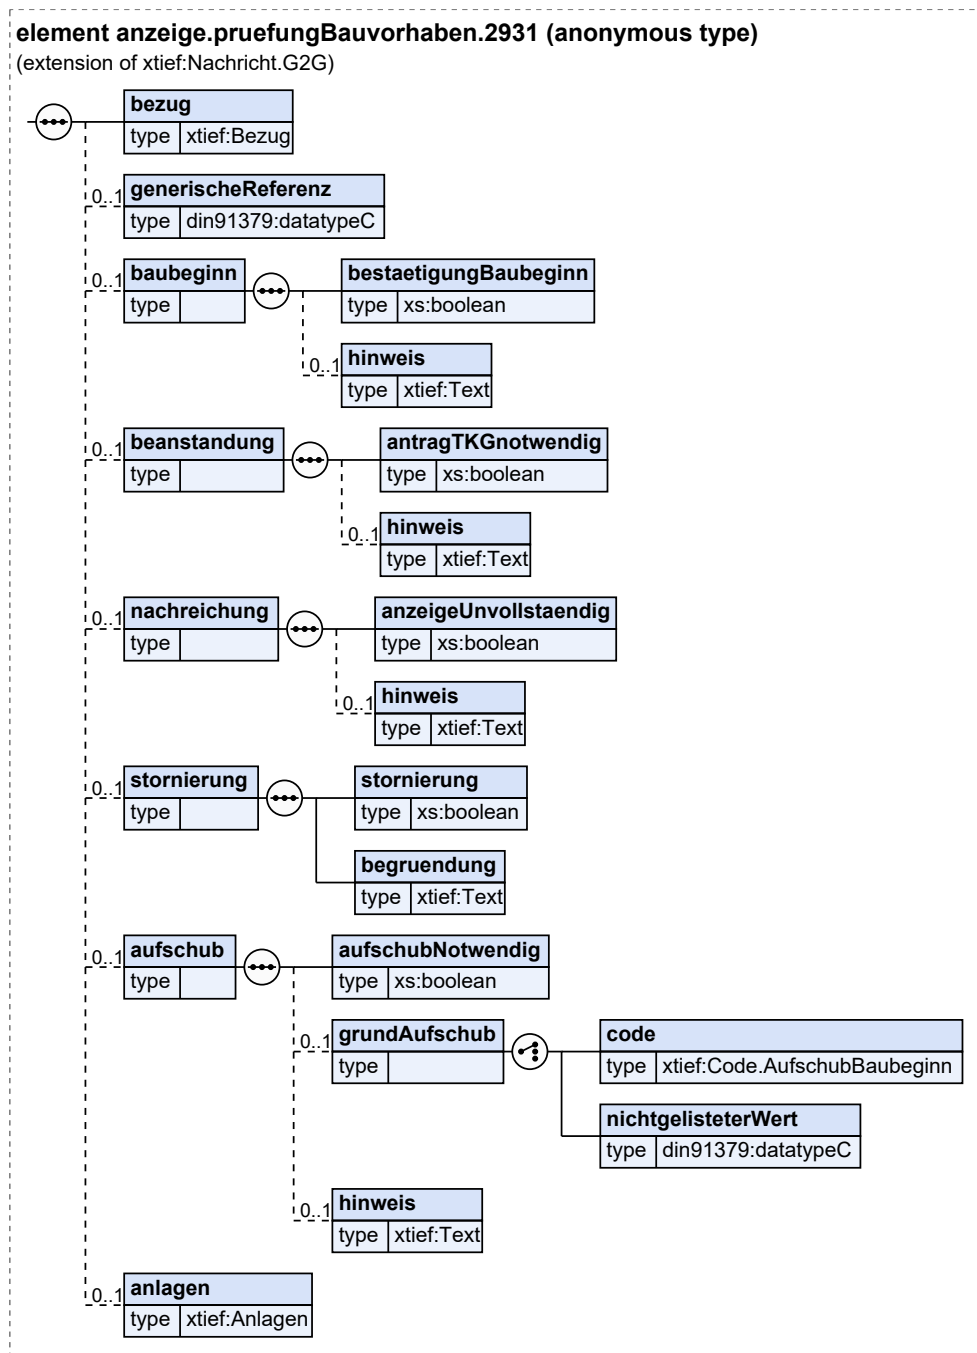 element anzeige.pruefungBauvorhaben.2931 (anonymous type)
(extension of xtief:Nachricht.G2G)
bezug
type xtief:Bezug
0..1 generischeReferenz
type din91379:datatypeC
0..1 baubeginn
type
bestaetigungBaubeginn
type xs:boolean
0..1 hinweis
type xtief:Text
0..1 beanstandung
type
antragTKGnotwendig
type xs:boolean
0..1 hinweis
type xtief:Text
0..1 nachreichung
type
anzeigeUnvollstaendig
type xs:boolean
0..1 hinweis
type xtief:Text
0..1 stornierung
type
stornierung
type xs:boolean
begruendung
type xtief:Text
0..1 aufschub
type
aufschubNotwendig
type xs:boolean
0..1 grundAufschub
type
code
type xtief:Code.AufschubBaubeginn
nichtgelisteterWert
type din91379:datatypeC
0..1 hinweis
type xtief:Text
0..1 anlagen
type xtief:Anlagen